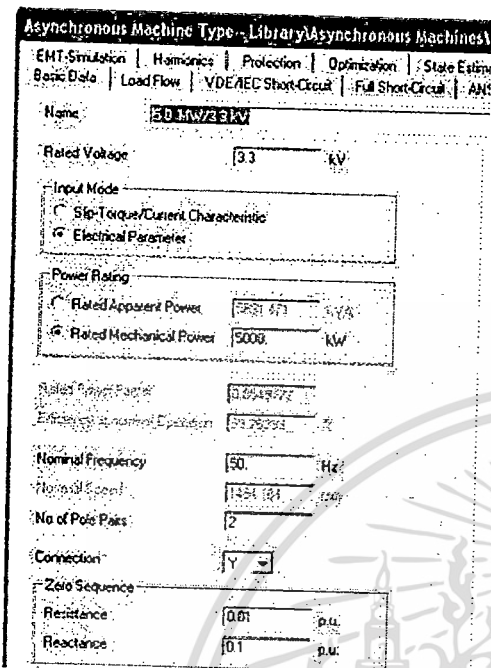 Asynchronous Machine Type - Library\Asynchronous Machines\
EMT-Simulation Harmonics Protection Optimization State Estim
Basic Data Load Flow VDE/IEC Short-Circuit Full Short-Circuit ANS
Name 5.0 MW/3.3 kV
Rated Voltage 3.3 kV
Input Mode
Slip-Torque/Current Characteristic
Electrical Parameter
Power Rating
Rated Apparent Power kVA
Rated Mechanical Power 5000. kW
Rated Power Factor
Efficiency at nominal Operation %
Nominal Frequency 50. Hz
Nominal Speed rpm
No of Pole Pairs 2
Connection Y
Zero Sequence
Resistance 0.01 p.u.
Reactance 0.1 p.u.